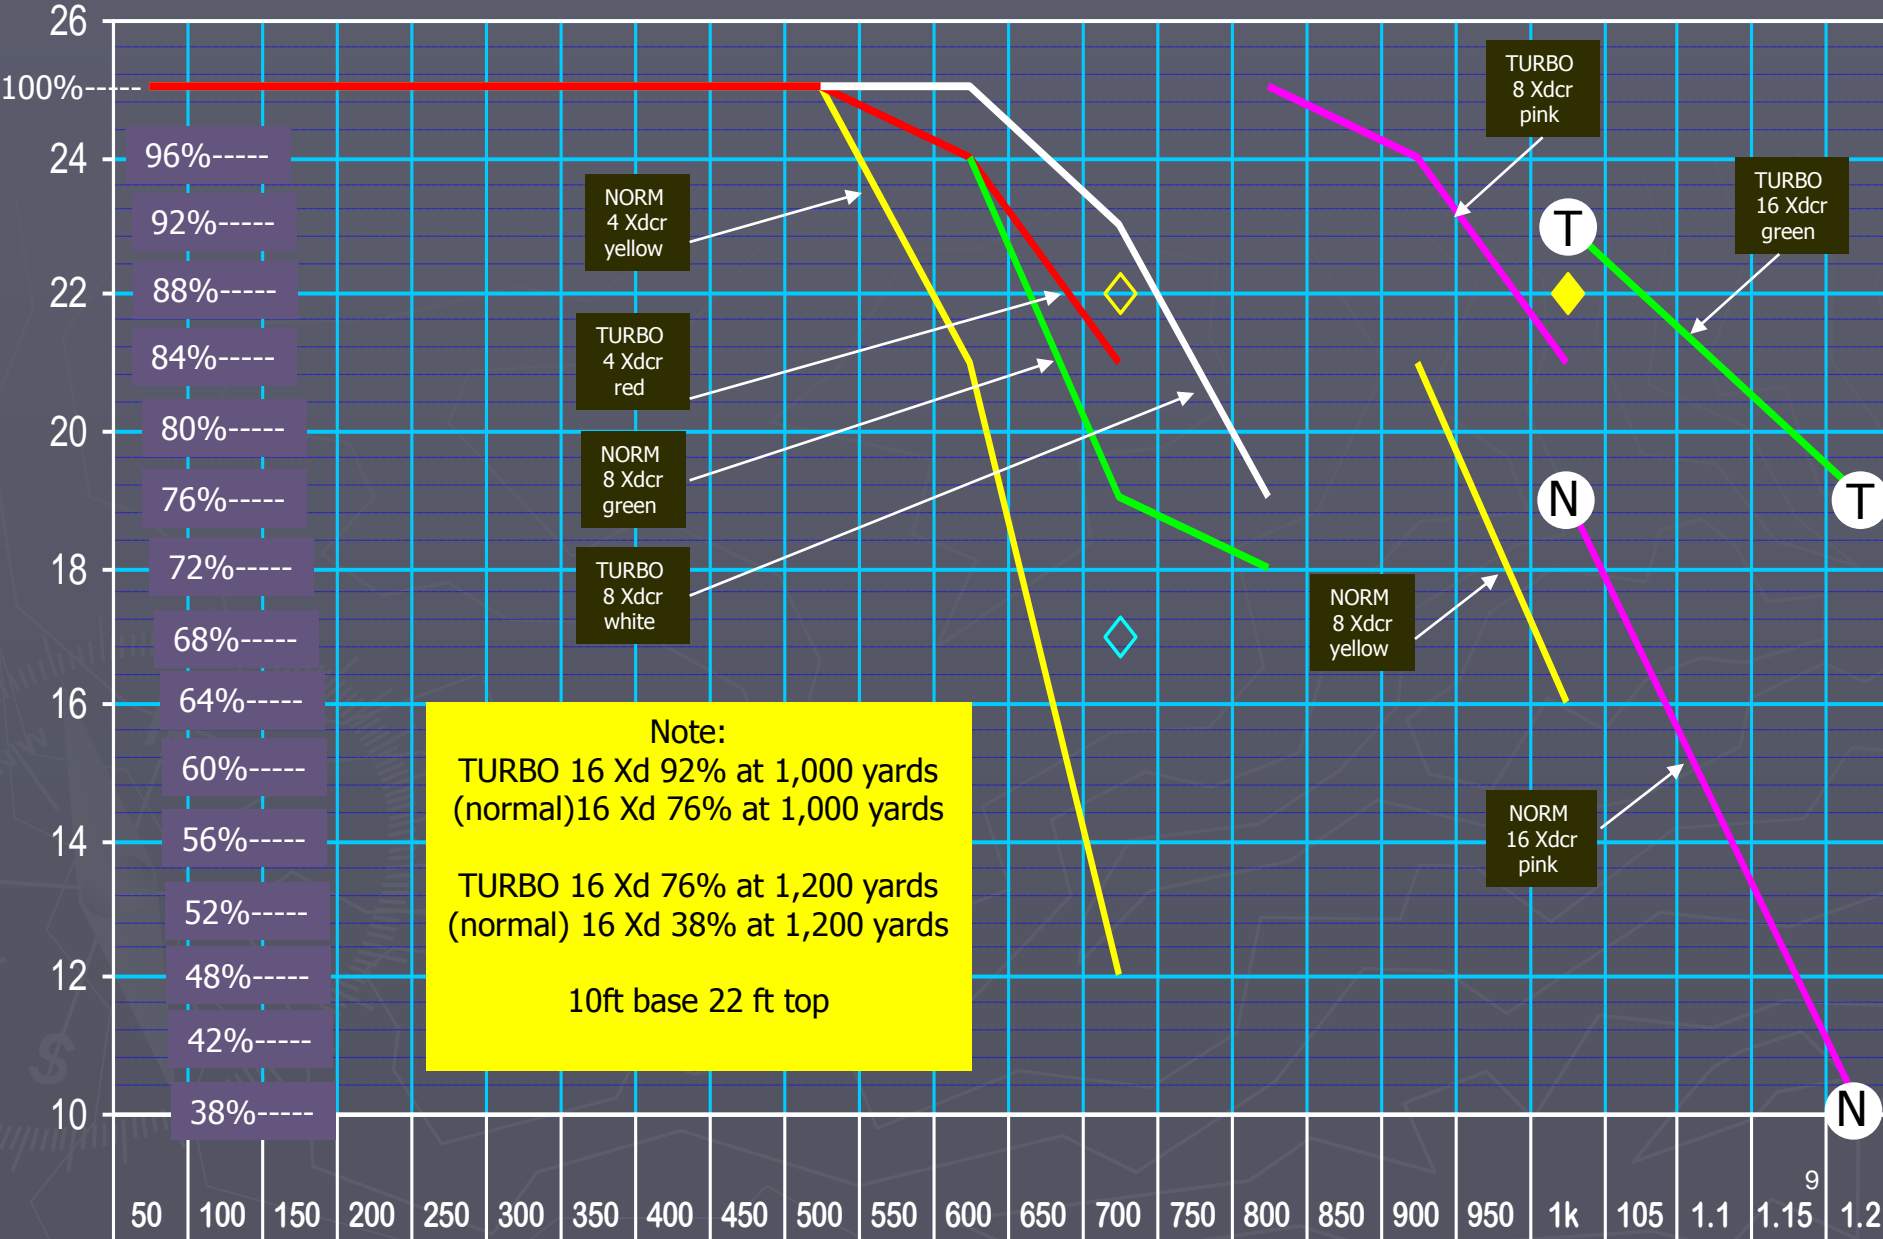 26
100%-----
24
96%-----
92%-----
22
88%-----
84%-----
20
80%-----
76%-----
18
72%-----
68%-----
16
64%-----
60%-----
14
56%-----
52%-----
12
48%-----
42%-----
10
38%-----
NORM
4 Xdcr
yellow
TURBO
4 Xdcr
red
NORM
8 Xdcr
green
TURBO
8 Xdcr
white
TURBO
8 Xdcr
pink
TURBO
16 Xdcr
green
NORM
8 Xdcr
yellow
NORM
16 Xdcr
pink
T
T
N
N
Note:
TURBO 16 Xd 92% at 1,000 yards
(normal)16 Xd 76% at 1,000 yards
TURBO 16 Xd 76% at 1,200 yards
(normal) 16 Xd 38% at 1,200 yards
10ft base 22 ft top
9
50 100 150 200 250 300 350 400 450 500 550 600 650 700 750 800 850 900 950 1k 105 1.1 1.15 1.2